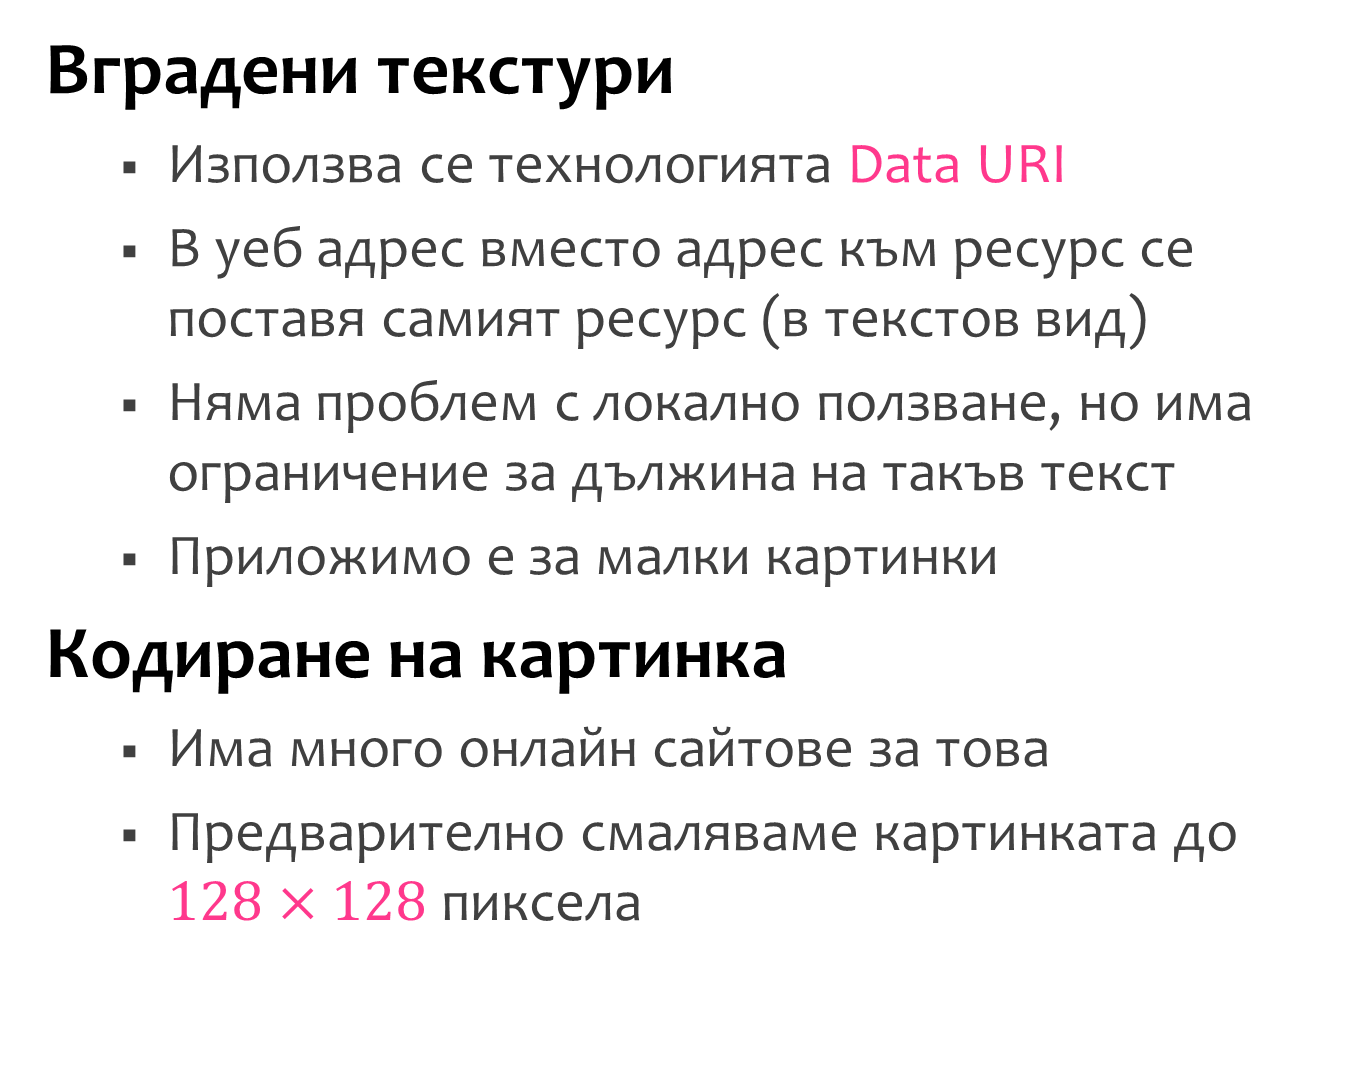 Вградени текстури
▪ Използва се технологията Data URI
▪ В уеб адрес вместо адрес към ресурс се
поставя самият ресурс (в текстов вид)
▪ Няма проблем с локално ползване, но има
ограничение за дължина на такъв текст
▪ Приложимо е за малки картинки
Кодиране на картинка
▪ Има много онлайн сайтове за това
▪ Предварително смаляваме картинката до
128 × 128 пиксела